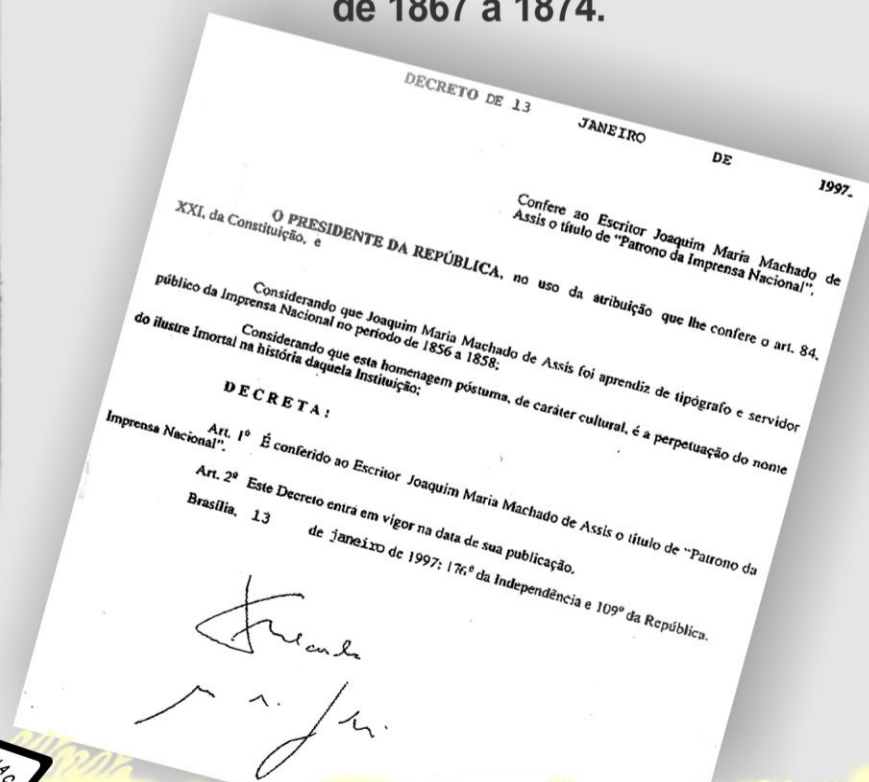 de 1867 a 1874.
DECRETO DE 13 JANEIRO DE 1997.
Confere ao Escritor Joaquim Maria Machado de
Assis o título de "Patrono da Imprensa Nacional".
O PRESIDENTE DA REPÚBLICA, no uso da atribuição que lhe confere o art. 84,
XXI, da Constituição, e
Considerando que Joaquim Maria Machado de Assis foi aprendiz de tipógrafo e servidor
público da Imprensa Nacional no período de 1856 a 1858;
Considerando que esta homenagem póstuma, de caráter cultural, é a perpetuação do nome
do ilustre Imortal na história daquela Instituição;
DECRETA:
Art. 1º É conferido ao Escritor Joaquim Maria Machado de Assis o título de "Patrono da
Imprensa Nacional".
Art. 2º Este Decreto entra em vigor na data de sua publicação.
Brasília, 13 de janeiro de 1997; 176º da Independência e 109º da República.